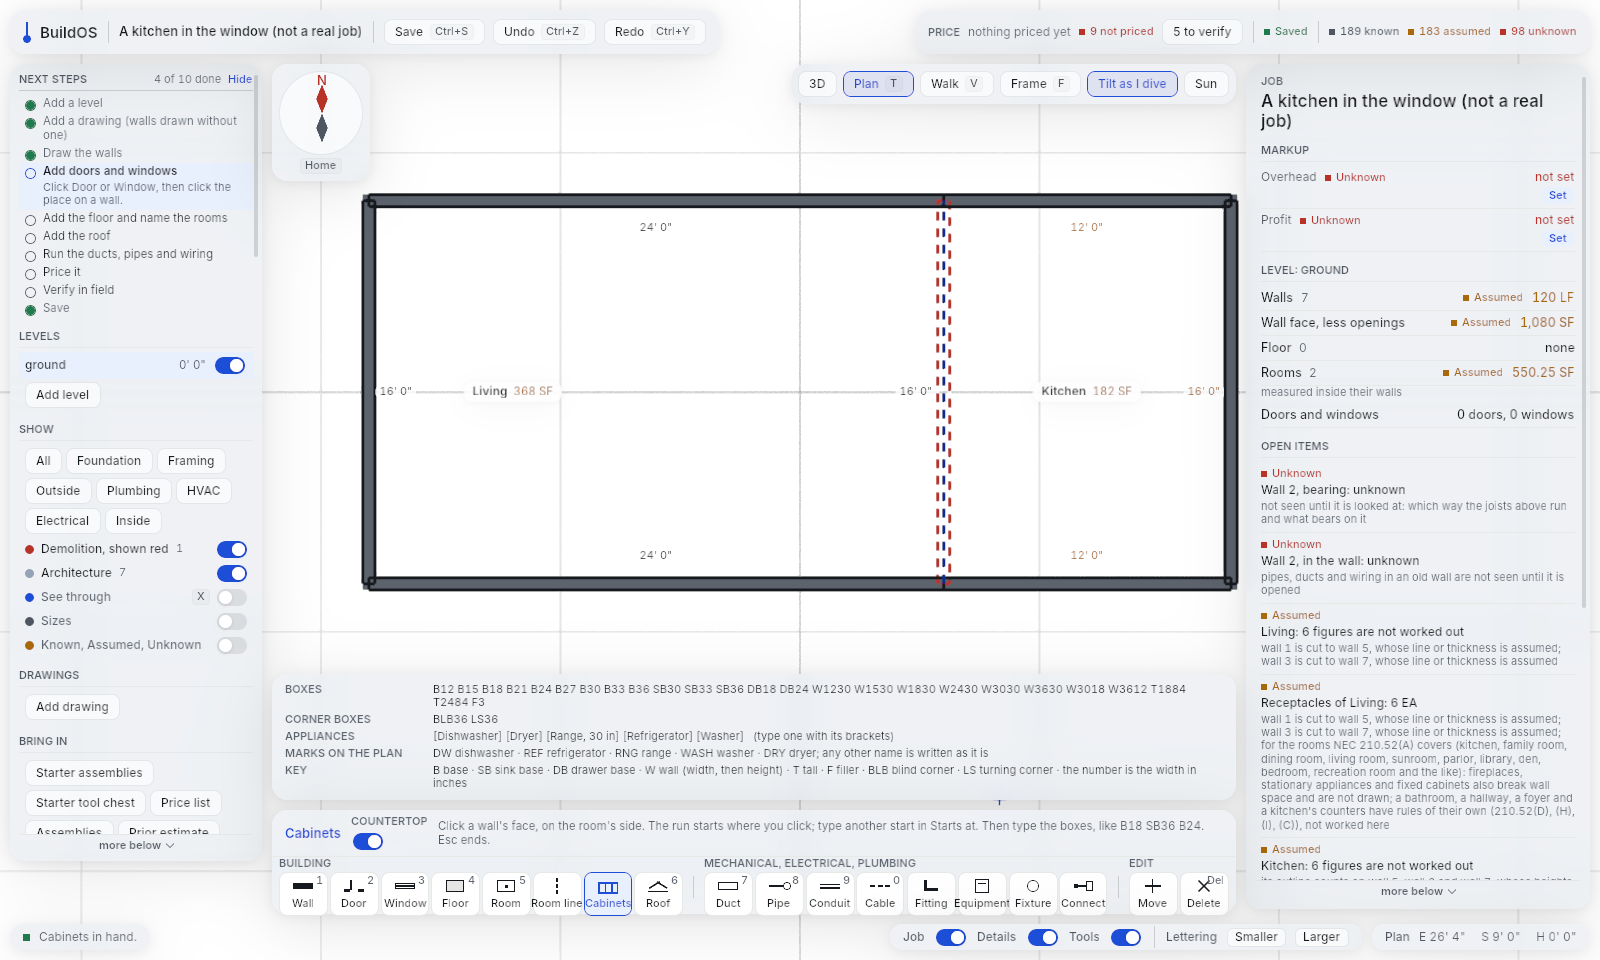 BuildOS
A kitchen in the window (not a real job)
Save Ctrl+S
Undo Ctrl+Z
Redo Ctrl+Y
PRICE nothing priced yet 9 not priced 5 to verify Saved 189 known 183 assumed 98 unknown
NEXT STEPS 4 of 10 done Hide
Add a level
Add a drawing (walls drawn without
one)
Draw the walls
Add doors and windows
Click Door or Window, then click the
place on a wall.
Add the floor and name the rooms
Add the roof
Run the ducts, pipes and wiring
Price it
Verify in field
Save
LEVELS
ground 0' 0"
Add level
SHOW
All Foundation Framing
Outside Plumbing HVAC
Electrical Inside
Demolition, shown red 1
Architecture 7
See through X
Sizes
Known, Assumed, Unknown
DRAWINGS
Add drawing
BRING IN
Starter assemblies
Starter tool chest Price list
Assemblies Prior estimate
more below
N
Home
3D Plan T Walk V Frame F Tilt as I dive Sun
24' 0" 12' 0"
16' 0" Living 368 SF 16' 0" Kitchen 182 SF 16' 0"
24' 0" 12' 0"
BOXES B12 B15 B18 B21 B24 B27 B30 B33 B36 SB30 SB33 SB36 DB18 DB24 W1230 W1530 W1830 W2430 W3030 W3630 W3018 W3612 T1884
T2484 F3
CORNER BOXES BLB36 LS36
APPLIANCES [Dishwasher] [Dryer] [Range, 30 in] [Refrigerator] [Washer] (type one with its brackets)
MARKS ON THE PLAN DW dishwasher · REF refrigerator · RNG range · WASH washer · DRY dryer; any other name is written as it is
KEY B base · SB sink base · DB drawer base · W wall (width, then height) · T tall · F filler · BLB blind corner · LS turning corner · the number is the width in
inches
Cabinets COUNTERTOP Click a wall's face, on the room's side. The run starts where you click; type another start in Starts at. Then type the boxes, like B18 SB36 B24.
Esc ends.
BUILDING MECHANICAL, ELECTRICAL, PLUMBING EDIT
1 2 3 4 5 6 7 8 9 0 Del
Wall Door Window Floor Room Room line Cabinets Roof Duct Pipe Conduit Cable Fitting Equipment Fixture Connect Move Delete
JOB
A kitchen in the window (not a real
job)
MARKUP
Overhead Unknown not set
Set
Profit Unknown not set
Set
LEVEL: GROUND
Walls 7 Assumed 120 LF
Wall face, less openings Assumed 1,080 SF
Floor 0 none
Rooms 2 Assumed 550.25 SF
measured inside their walls
Doors and windows 0 doors, 0 windows
OPEN ITEMS
Unknown
Wall 2, bearing: unknown
not seen until it is looked at: which way the joists above run
and what bears on it
Unknown
Wall 2, in the wall: unknown
pipes, ducts and wiring in an old wall are not seen until it is
opened
Assumed
Living: 6 figures are not worked out
wall 1 is cut to wall 5, whose line or thickness is assumed;
wall 3 is cut to wall 7, whose line or thickness is assumed
Assumed
Receptacles of Living: 6 EA
wall 1 is cut to wall 5, whose line or thickness is assumed;
wall 3 is cut to wall 7, whose line or thickness is assumed;
for the rooms NEC 210.52(A) covers (kitchen, family room,
dining room, living room, sunroom, parlor, library, den,
bedroom, recreation room and the like): fireplaces,
stationary appliances and fixed cabinets also break wall
space and are not drawn; a bathroom, a hallway, a foyer and
a kitchen's counters have rules of their own (210.52(D), (H),
(I), (C)), not worked here
Assumed
Kitchen: 6 figures are not worked out
more below
Cabinets in hand.
Job Details Tools Lettering Smaller Larger
Plan E 26' 4" S 9' 0" H 0' 0"